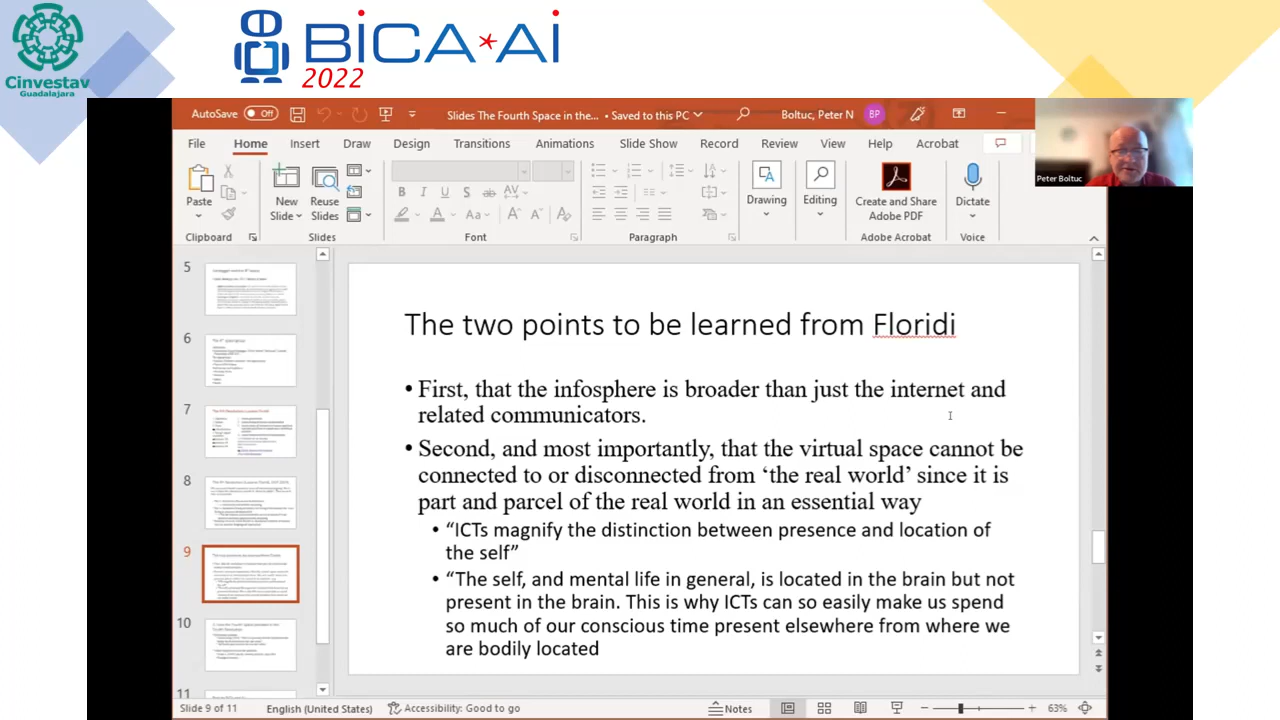 Cinvestav
Guadalajara
BiCA*Ai
2022
AutoSave Off
Slides The Fourth Space in the... • Saved to this PC
Boltuc, Peter N
BP
File Home Insert Draw Design Transitions Animations Slide Show Record Review View Help Acrobat
Paste
New
Slide
Reuse
Slides
Drawing
Editing
Create and Share
Adobe PDF
Dictate
Clipboard
Slides
Font
Paragraph
Adobe Acrobat
Voice
Peter Boltuc
5
6
7
8
9
10
11
The two points to be learned from Floridi
• First, that the infosphere is broader than just the internet and
related communicators.
• Second, and most importantly, that the virtual space cannot be
connected to or disconnected from ‘the real world’ since it is
part and parcel of the real world in an essential way
• “ICTs magnify the distinction between presence and location of
the self”
• “The self, and mental life in general, is located in the brain but not
present in the brain. This is why ICTs can so easily make us spend
so much of our conscious time present elsewhere from where we
are bodily located
Slide 9 of 11
English (United States)
Accessibility: Good to go
Notes
63%